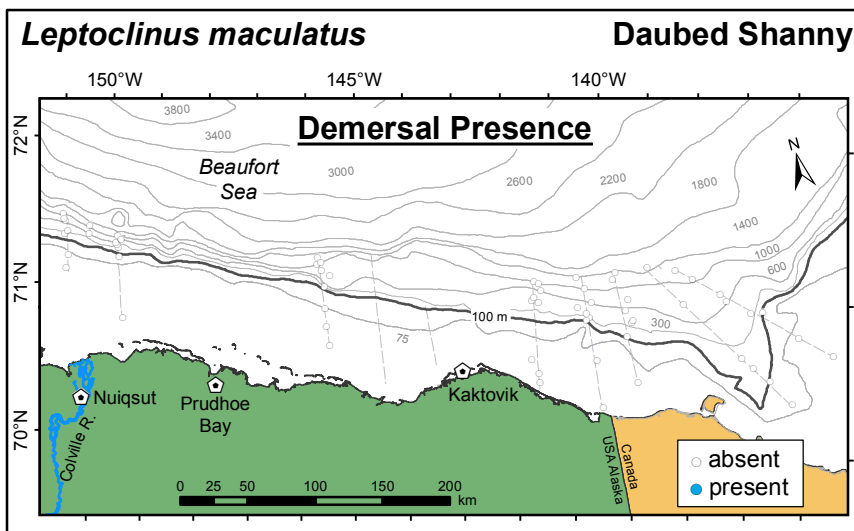 Leptoclinus maculatus Daubed Shanny
150°W 145°W 140°W
Demersal Presence
72°N
71°N
70°N
Beaufort
Sea
N
3800
3400
3000
2600
2200
1800
1400
1000
600
300
100 m
75
Nuiqsut
Prudhoe
Bay
Kaktovik
Colville R.
USA Alaska
Canada
0 25 50 100 150 200
km
absent
present